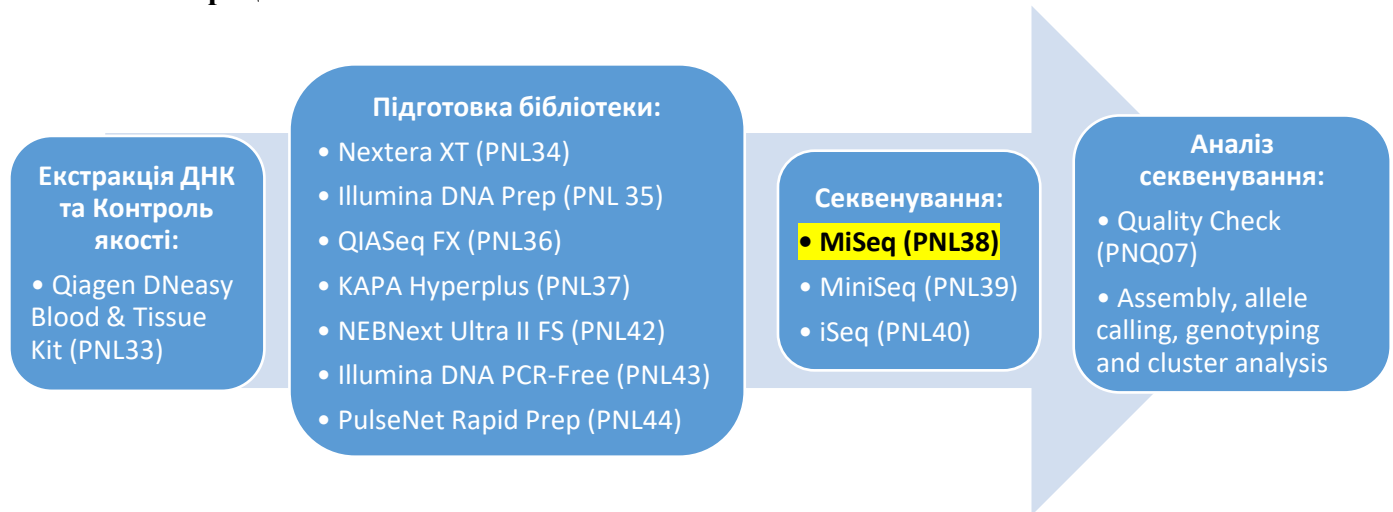 Екстракція ДНК
та Контроль
якості:
• Qiagen DNeasy
Blood & Tissue
Kit (PNL33)
Підготовка бібліотеки:
• Nextera XT (PNL34)
• Illumina DNA Prep (PNL 35)
• QIASeq FX (PNL36)
• KAPA Hyperplus (PNL37)
• NEBNext Ultra II FS (PNL42)
• Illumina DNA PCR-Free (PNL43)
• PulseNet Rapid Prep (PNL44)
Секвенування:
• MiSeq (PNL38)
• MiniSeq (PNL39)
• iSeq (PNL40)
Аналіз
секвенування:
• Quality Check
(PNQ07)
• Assembly, allele
calling, genotyping
and cluster analysis